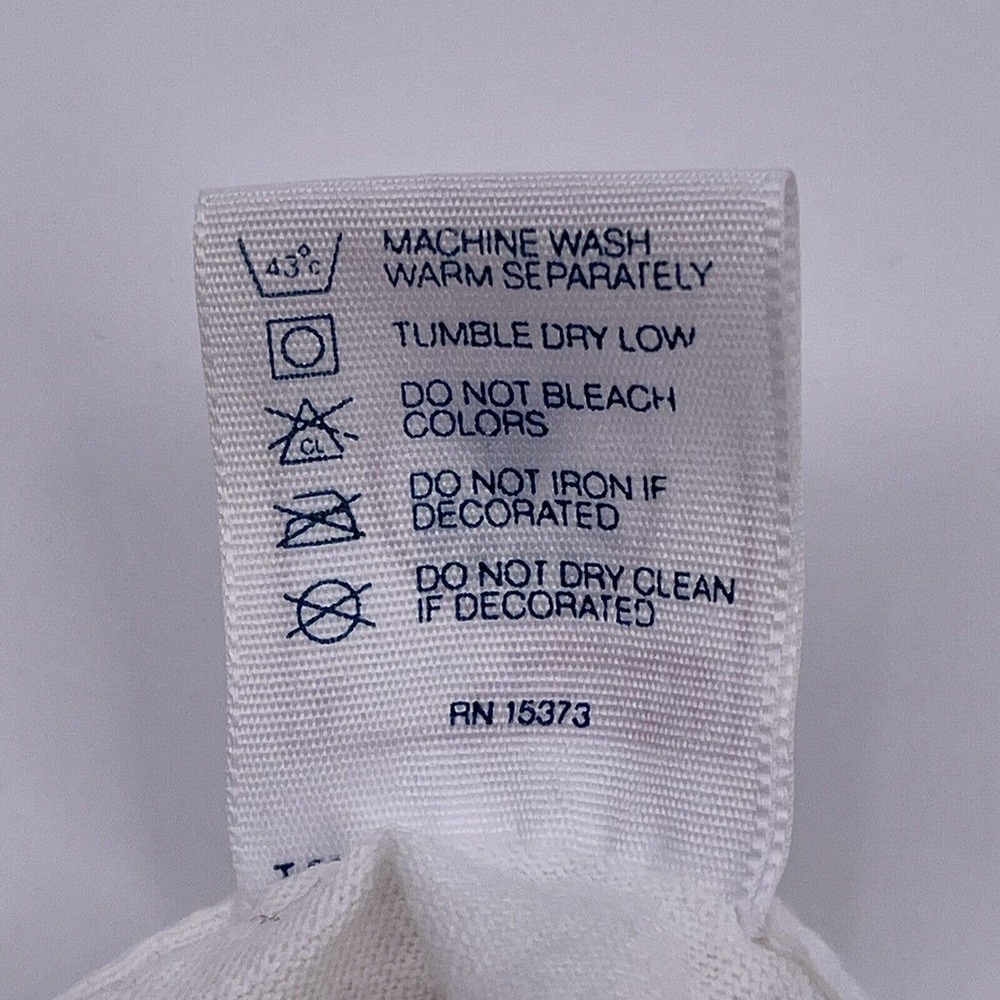 43°C
MACHINE WASH
WARM SEPARATELY
TUMBLE DRY LOW
DO NOT BLEACH
COLORS
CL
DO NOT IRON IF
DECORATED
DO NOT DRY CLEAN
IF DECORATED
RN 15373